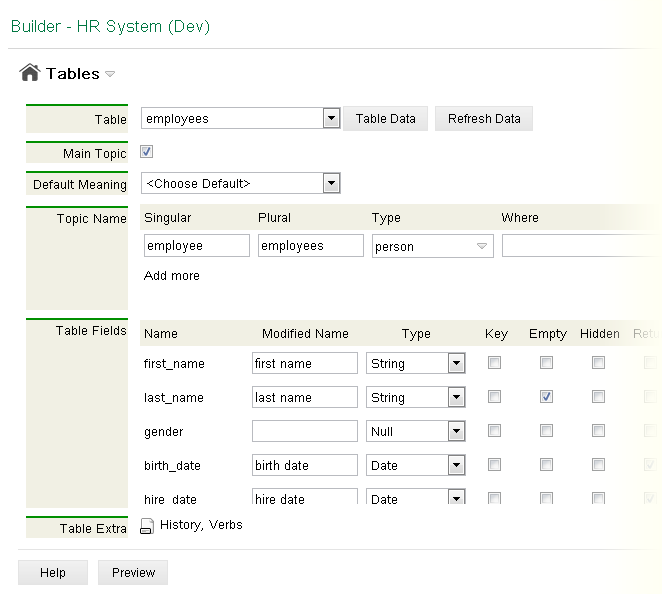 Builder - HR System (Dev)
Tables
Table employees Table Data Refresh Data
Main Topic
Default Meaning <Choose Default>
Topic Name Singular Plural Type Where
employee employees person
Add more
Table Fields Name Modified Name Type Key Empty Hidden
first_name first name String
last_name last name String
gender Null
birth_date birth date Date
hire_date hire date Date
Table Extra History, Verbs
Help Preview